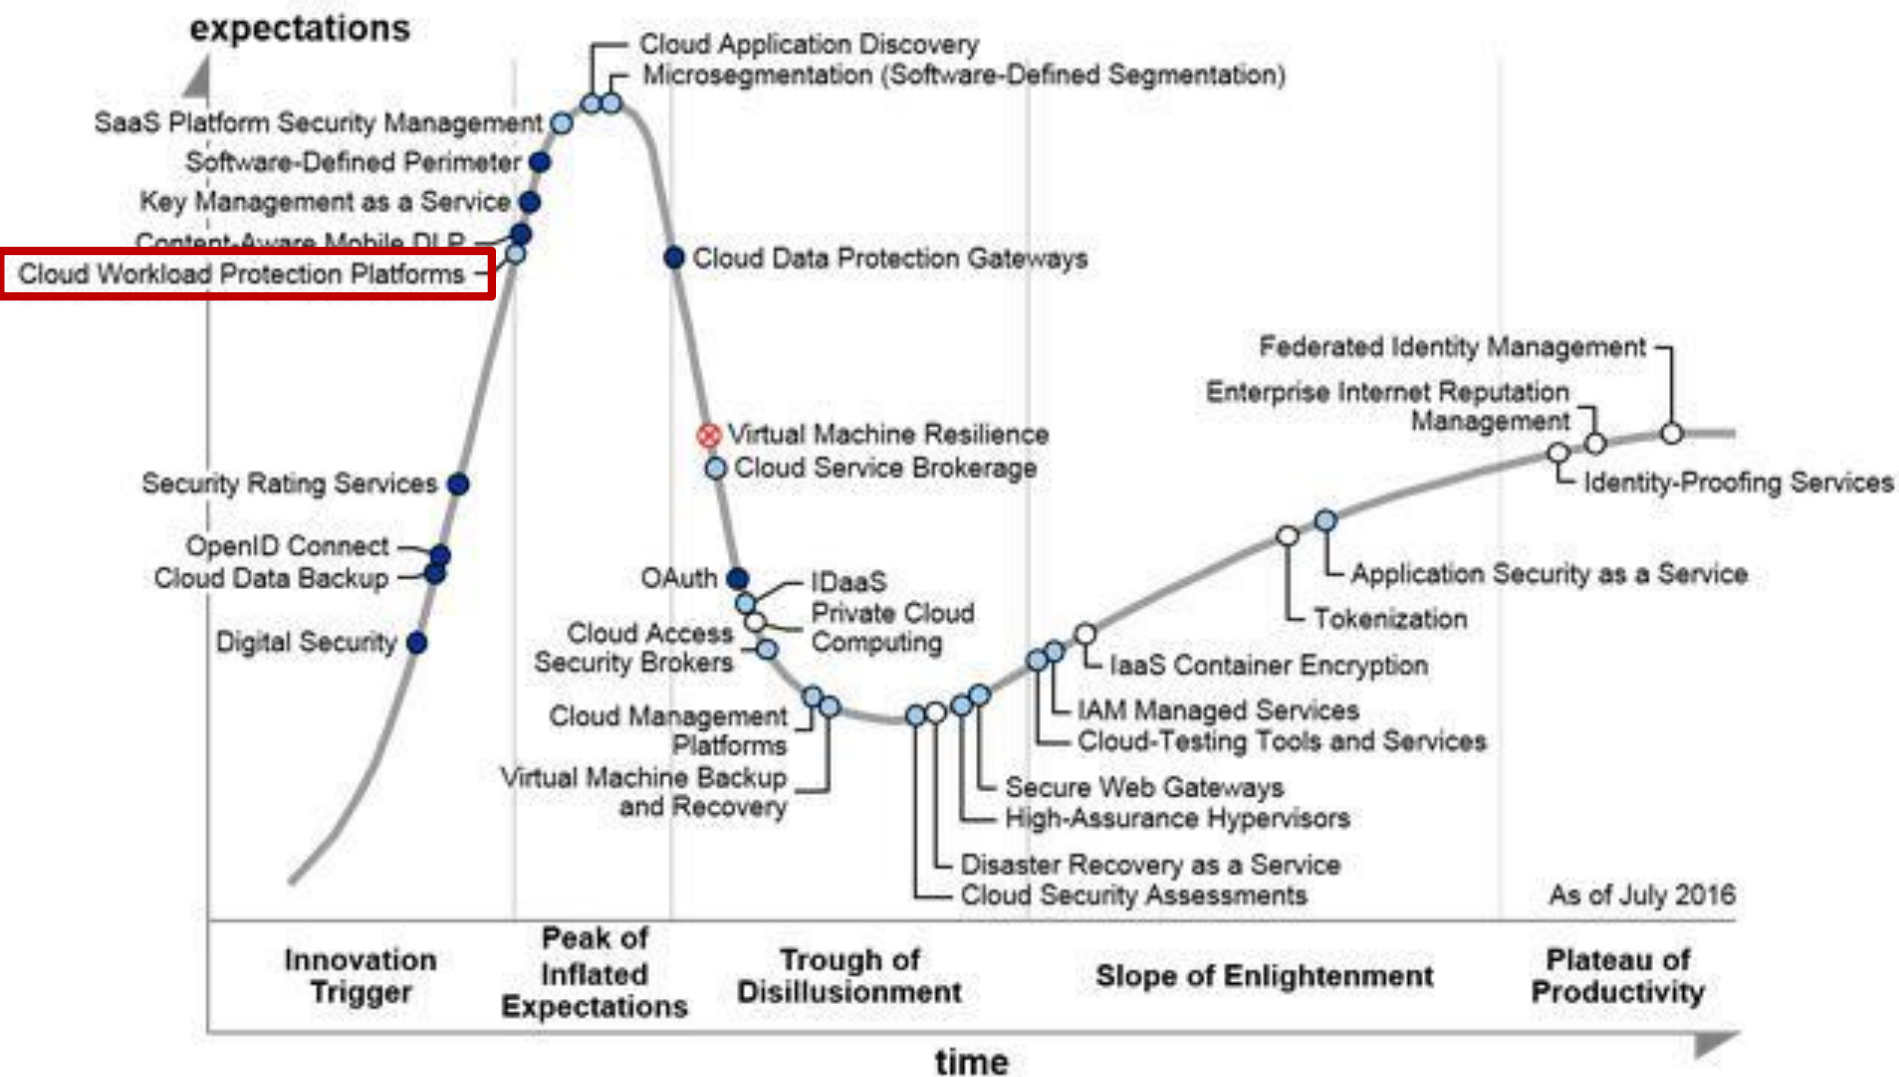 expectations
Cloud Application Discovery
Microsegmentation (Software-Defined Segmentation)
SaaS Platform Security Management
Software-Defined Perimeter
Key Management as a Service
Content-Aware Mobile DLP
Cloud Workload Protection Platforms
Cloud Data Protection Gateways
Federated Identity Management
Enterprise Internet Reputation
Management
Virtual Machine Resilience
Cloud Service Brokerage
Identity-Proofing Services
Security Rating Services
OpenID Connect
Cloud Data Backup
Digital Security
OAuth
IDaaS
Private Cloud
Computing
Cloud Access
Security Brokers
Application Security as a Service
Tokenization
IaaS Container Encryption
IAM Managed Services
Cloud-Testing Tools and Services
Cloud Management
Platforms
Virtual Machine Backup
and Recovery
Secure Web Gateways
High-Assurance Hypervisors
Disaster Recovery as a Service
Cloud Security Assessments
As of July 2016
Innovation
Trigger
Peak of
Inflated
Expectations
Trough of
Disillusionment
Slope of Enlightenment
Plateau of
Productivity
time